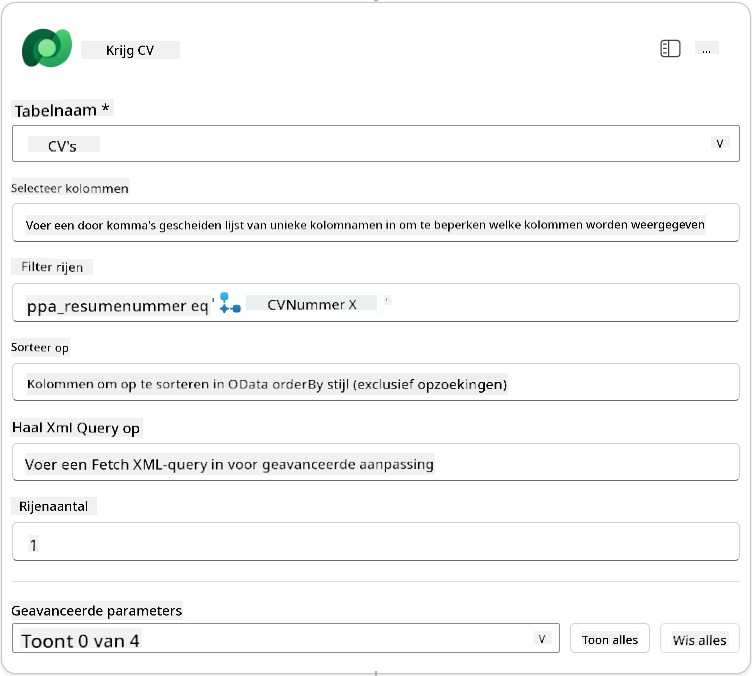 Krijg CV
...
Tabelnaam *
CV's
Selecteer kolommen
Voer een door komma's gescheiden lijst van unieke kolomnamen in om te beperken welke kolommen worden weergegeven
Filter rijen
ppa_resumenummer eq ' CVNummer X '
Sorteer op
Kolommen om op te sorteren in OData orderBy stijl (exclusief opzoekingen)
Haal Xml Query op
Voer een Fetch XML-query in voor geavanceerde aanpassing
Rijenaantal
1
Geavanceerde parameters
Toont 0 van 4
Toon alles
Wis alles